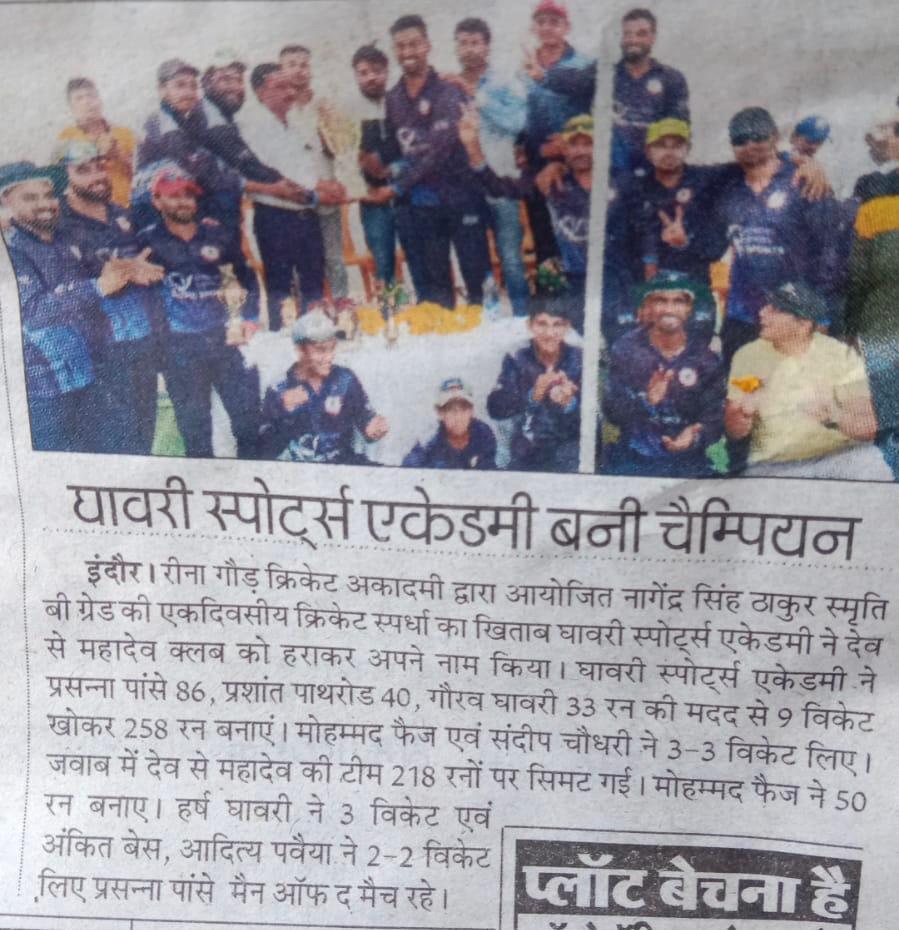 घावरी स्पोर्ट्स एकेडमी बनी चैम्पियन
इंदौर। रीना गौड़ क्रिकेट अकादमी द्वारा आयोजित नागेंद्र सिंह ठाकुर स्मृति
बी ग्रेड की एकदिवसीय क्रिकेट स्पर्धा का खिताब घावरी स्पोर्ट्स एकेडमी ने देव
से महादेव क्लब को हराकर अपने नाम किया। घावरी स्पोर्ट्स एकेडमी ने
प्रसन्ना पांसे 86, प्रशांत पाथरोड 40, गौरव घावरी 33 रन की मदद से 9 विकेट
खोकर 258 रन बनाएं। मोहम्मद फैज एवं संदीप चौधरी ने 3-3 विकेट लिए।
जवाब में देव से महादेव की टीम 218 रनों पर सिमट गई। मोहम्मद फैज ने 50
रन बनाए। हर्ष घावरी ने 3 विकेट एवं
अंकित बेस, आदित्य पवैया ने 2-2 विकेट
लिए प्रसन्ना पांसे मैन ऑफ द मैच रहे।
प्लॉट बेचना है